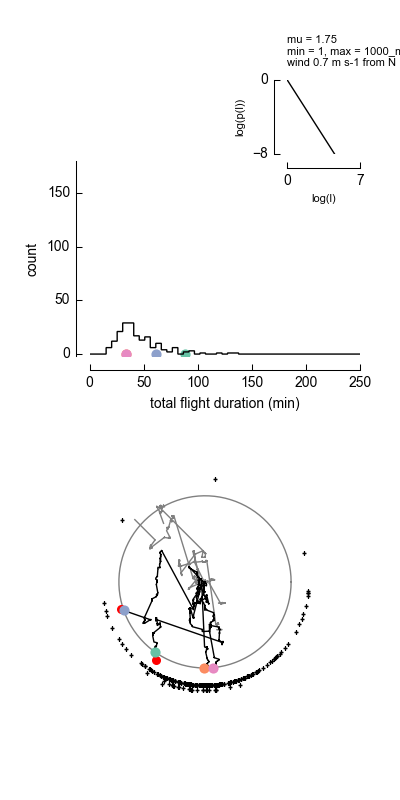 mu = 1.75
min = 1, max = 1000_
wind 0.7 m s-1 from N
0
log(p(l))
−8
0
7
log(l)
150
100
count
50
0
0
50
100
150
200
250
total flight duration (min)